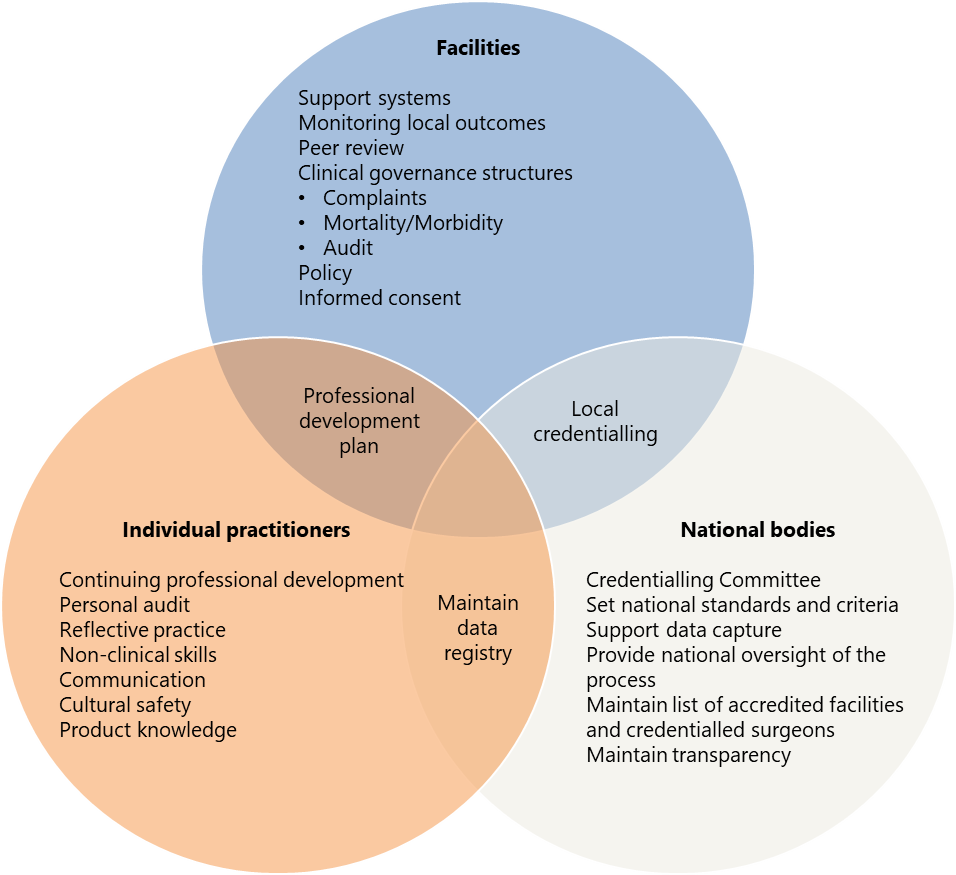 Facilities
Support systems
Monitoring local outcomes
Peer review
Clinical governance structures
• Complaints
• Mortality/Morbidity
• Audit
Policy
Informed consent
Professional
development
plan
Local
credentialling
Individual practitioners
Continuing professional development
Personal audit
Reflective practice
Non-clinical skills
Communication
Cultural safety
Product knowledge
Maintain
data
registry
National bodies
Credentialling Committee
Set national standards and criteria
Support data capture
Provide national oversight of the
process
Maintain list of accredited facilities
and credentialled surgeons
Maintain transparency